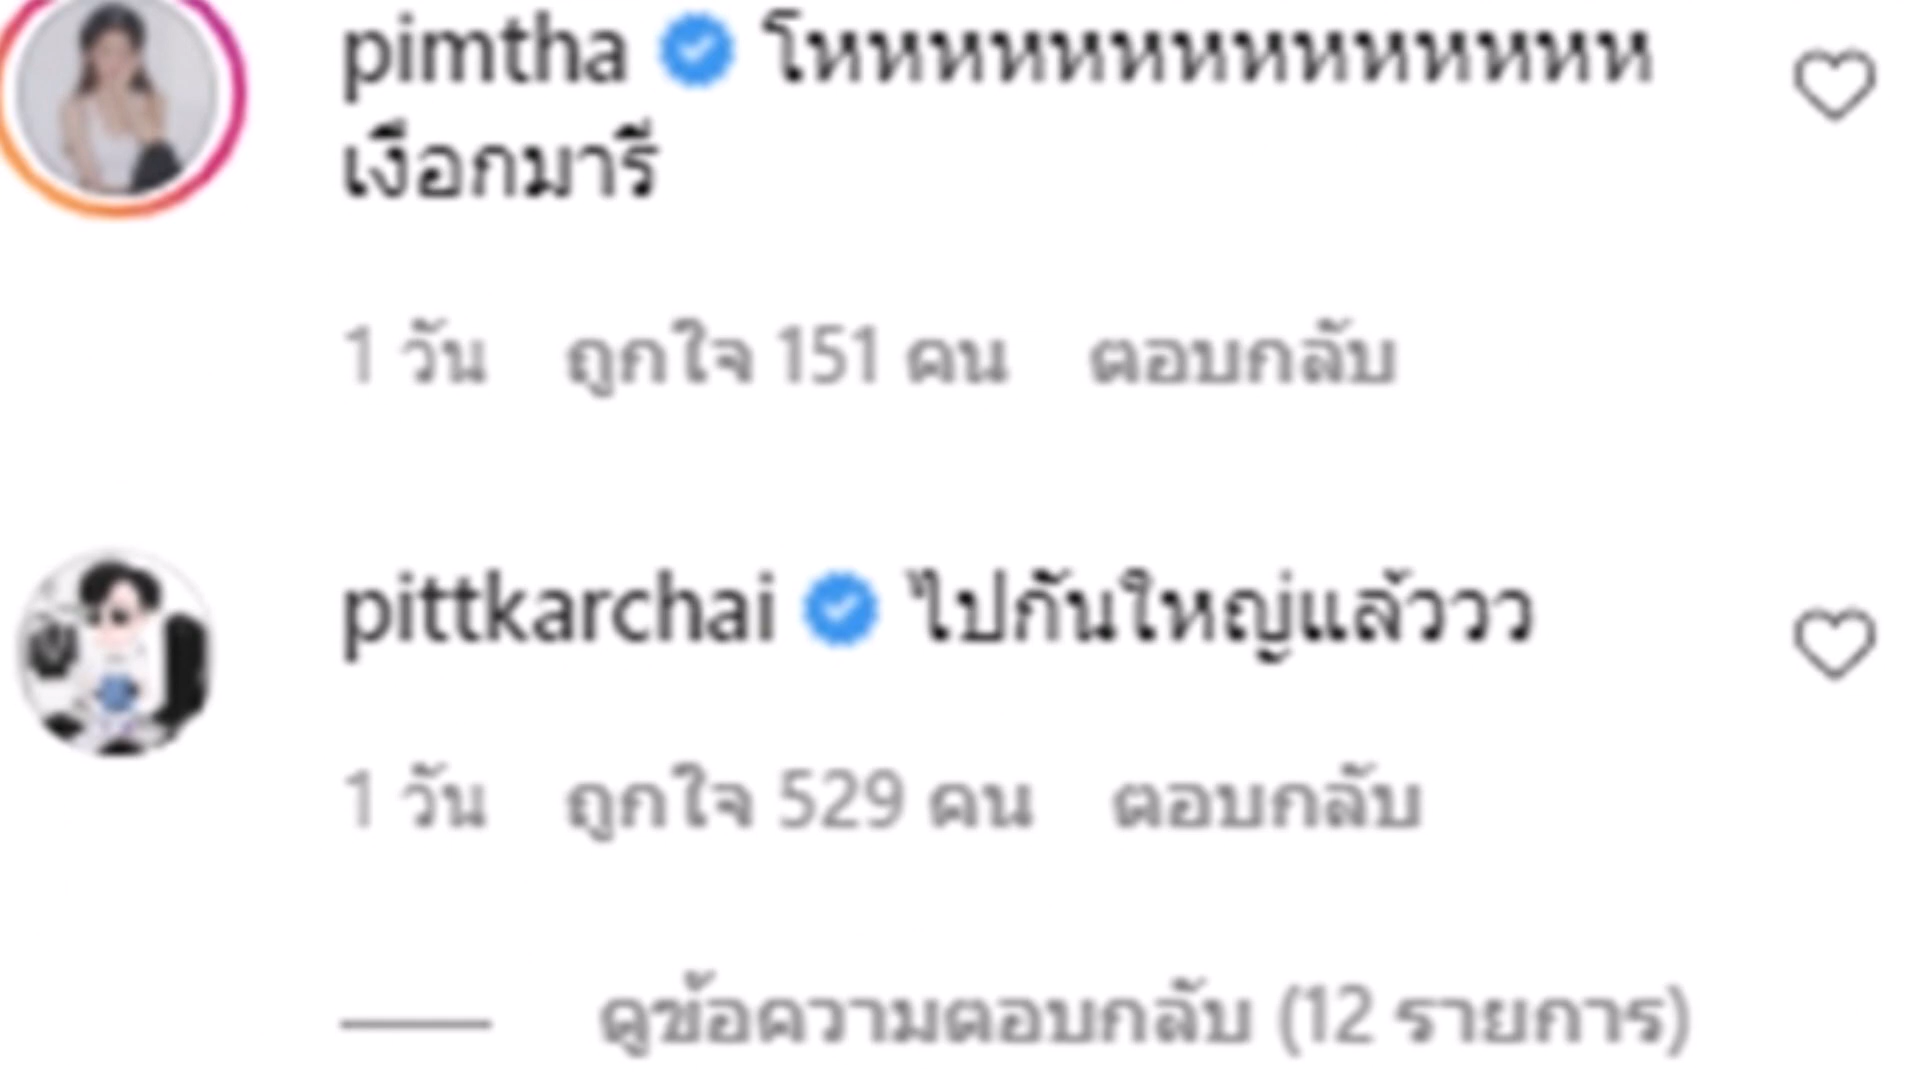 pimtha โหหหหหหหหหหหหหห
เงือกมารี
1 วัน ถูกใจ 151 คน ตอบกลับ
pittkarchai ไปกันใหญ่แล้ววว
1 วัน ถูกใจ 529 คน ตอบกลับ
ดูข้อความตอบกลับ (12 รายการ)